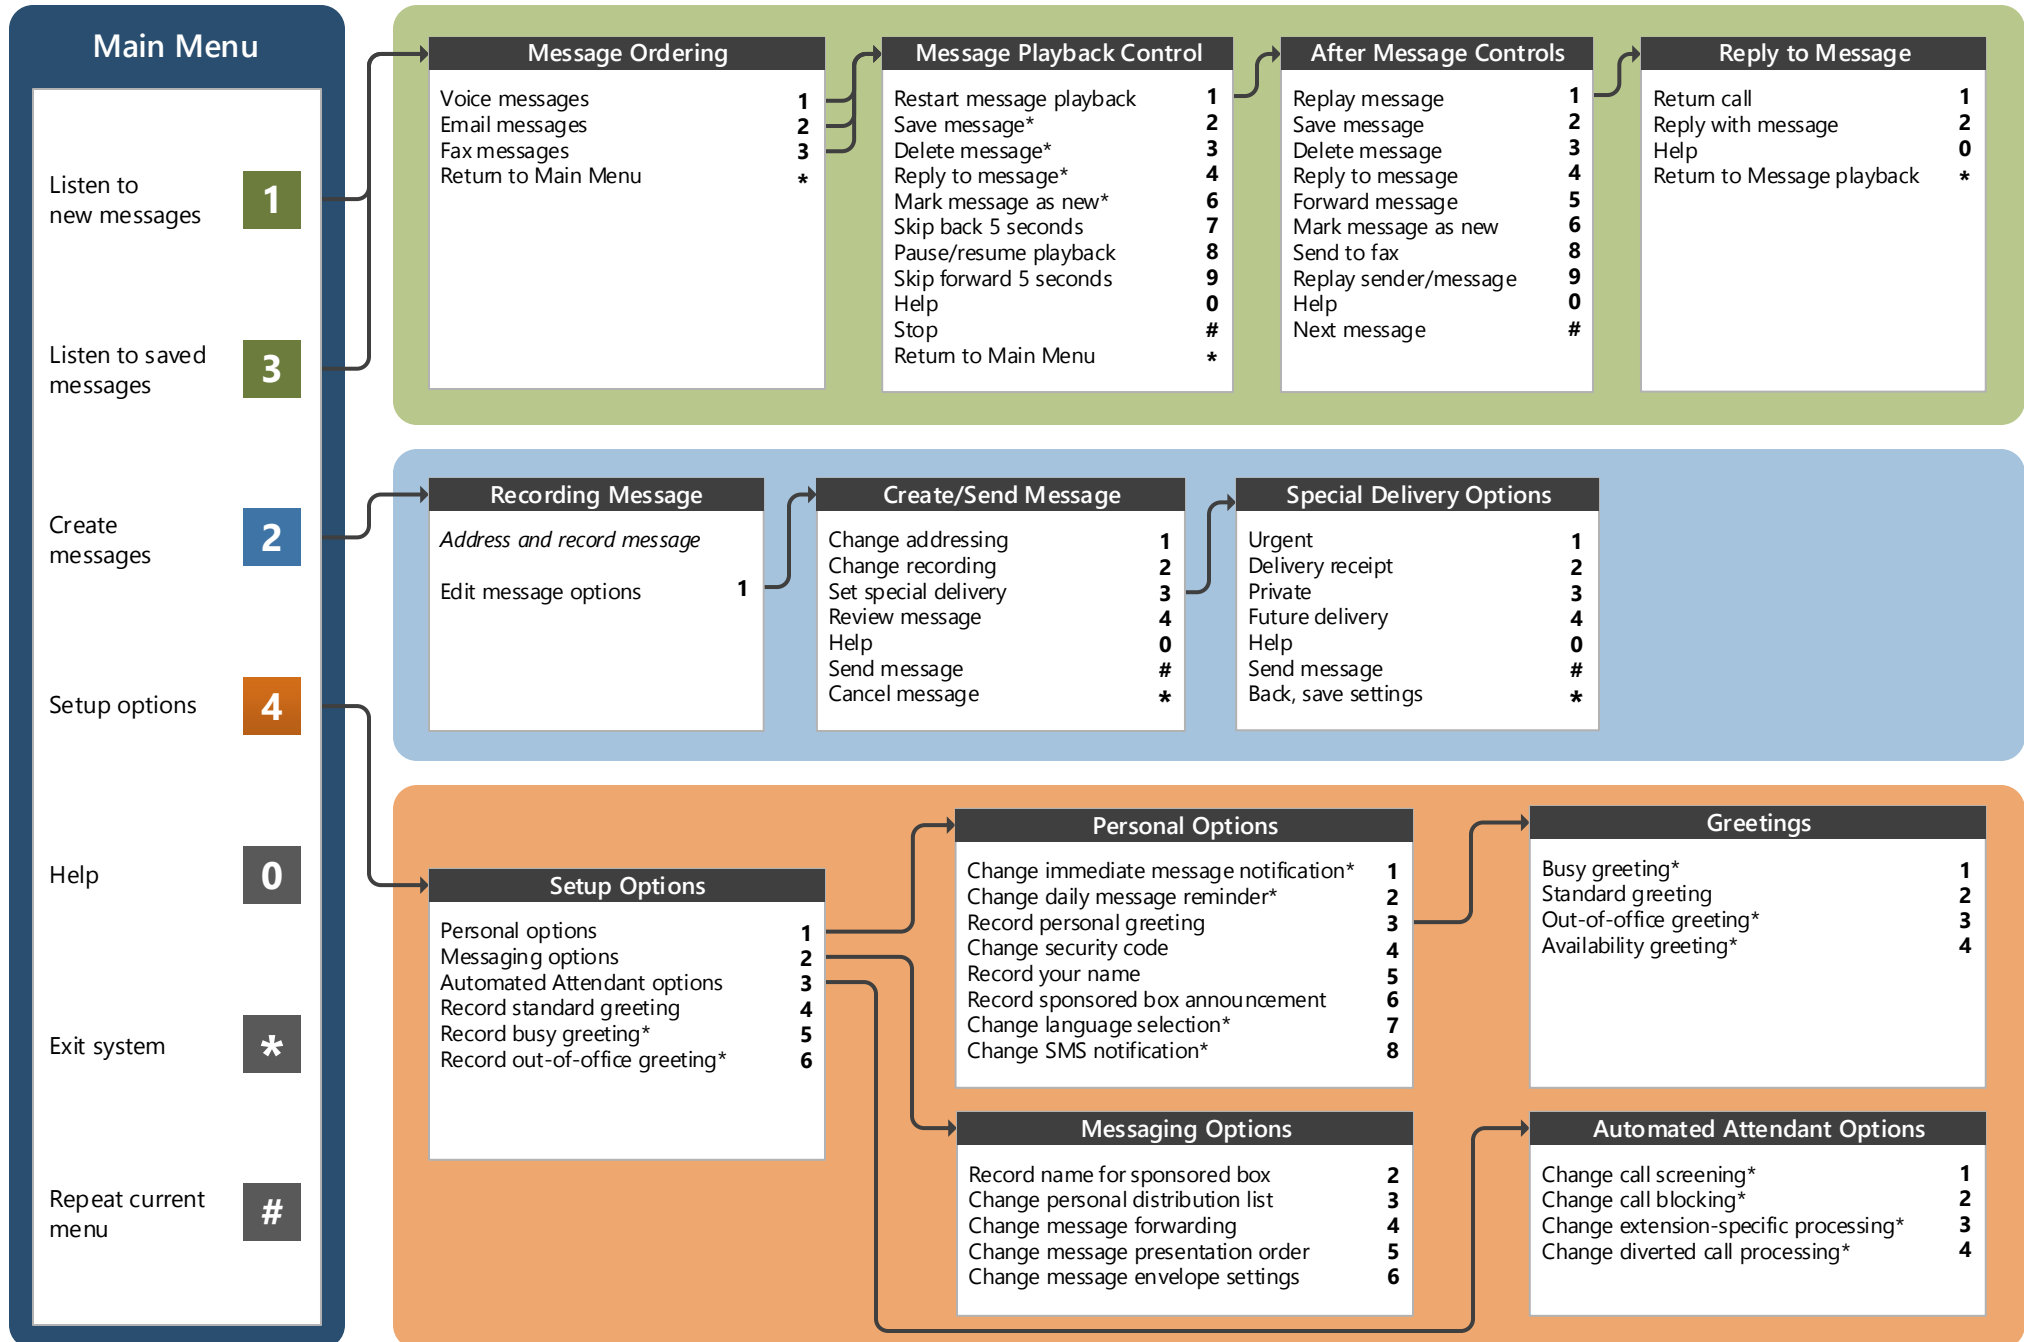 Main Menu
Listen to
new messages
1
Listen to saved
messages
3
Create
messages
2
Setup options
4
Help
0
Exit system
*
Repeat current
menu
#
Message Ordering
Voice messages 1
Email messages 2
Fax messages 3
Return to Main Menu *
Message Playback Control
Restart message playback 1
Save message* 2
Delete message* 3
Reply to message* 4
Mark message as new* 6
Skip back 5 seconds 7
Pause/resume playback 8
Skip forward 5 seconds 9
Help 0
Stop #
Return to Main Menu *
After Message Controls
Replay message 1
Save message 2
Delete message 3
Reply to message 4
Forward message 5
Mark message as new 6
Send to fax 8
Replay sender/message 9
Help 0
Next message #
Reply to Message
Return call 1
Reply with message 2
Help 0
Return to Message playback *
Recording Message
Address and record message
Edit message options 1
Create/Send Message
Change addressing 1
Change recording 2
Set special delivery 3
Review message 4
Help 0
Send message #
Cancel message *
Special Delivery Options
Urgent 1
Delivery receipt 2
Private 3
Future delivery 4
Help 0
Send message #
Back, save settings *
Setup Options
Personal options 1
Messaging options 2
Automated Attendant options 3
Record standard greeting 4
Record busy greeting* 5
Record out-of-office greeting* 6
Personal Options
Change immediate message notification* 1
Change daily message reminder* 2
Record personal greeting 3
Change security code 4
Record your name 5
Record sponsored box announcement 6
Change language selection* 7
Change SMS notification* 8
Greetings
Busy greeting* 1
Standard greeting 2
Out-of-office greeting* 3
Availability greeting* 4
Messaging Options
Record name for sponsored box 2
Change personal distribution list 3
Change message forwarding 4
Change message presentation order 5
Change message envelope settings 6
Automated Attendant Options
Change call screening* 1
Change call blocking* 2
Change extension-specific processing* 3
Change diverted call processing* 4